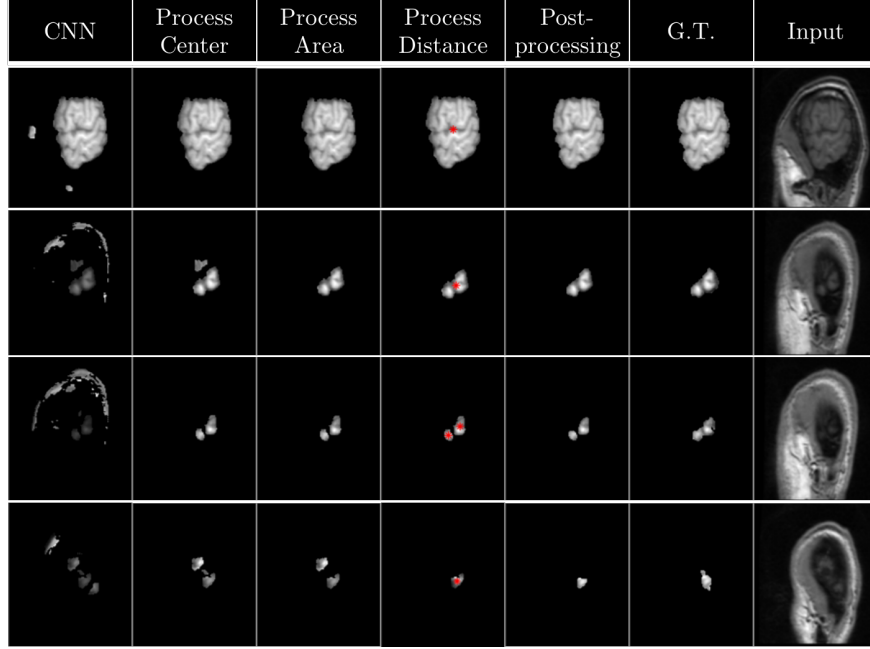 CNN
Process
Center
Process
Area
Process
Distance
Post-
processing
G.T.
Input